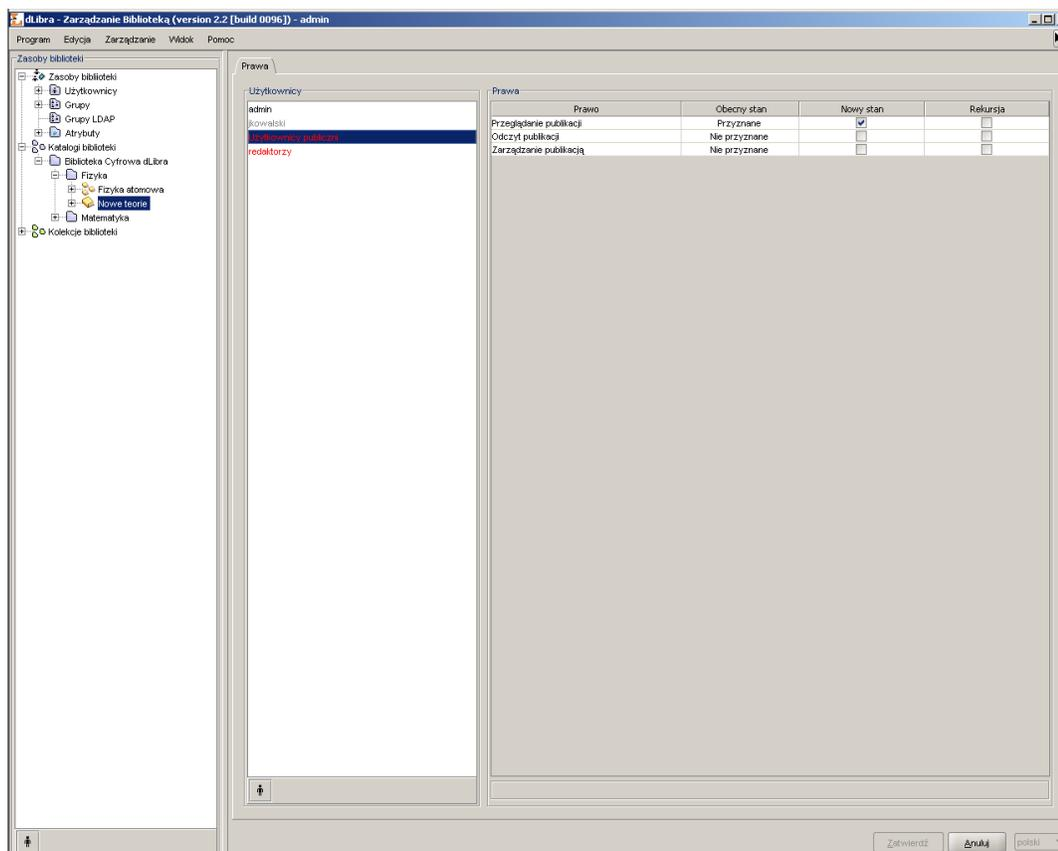 dLibra - Zarządzanie Biblioteką (version 2.2 [build 0096]) - admin
Program Edycja Zarządzanie Widok Pomoc
Zasoby biblioteki
Zasoby biblioteki
Użytkownicy
Grupy
Grupy LDAP
Atrybuty
Katalogi biblioteki
Biblioteka Cyfrowa dLibra
Fizyka
Fizyka atomowa
Nowe teorie
Matematyka
Kolekcje biblioteki
Prawa
Użytkownicy
admin
jkowalski
Użytkownicy publiczni
redaktorzy
Prawa
Prawo Obecny stan Nowy stan Rekursja
Przeglądanie publikacji Przyznane
Odczyt publikacji Nie przyznane
Zarządzanie publikacją Nie przyznane
Zatwierdź Anuluj polski